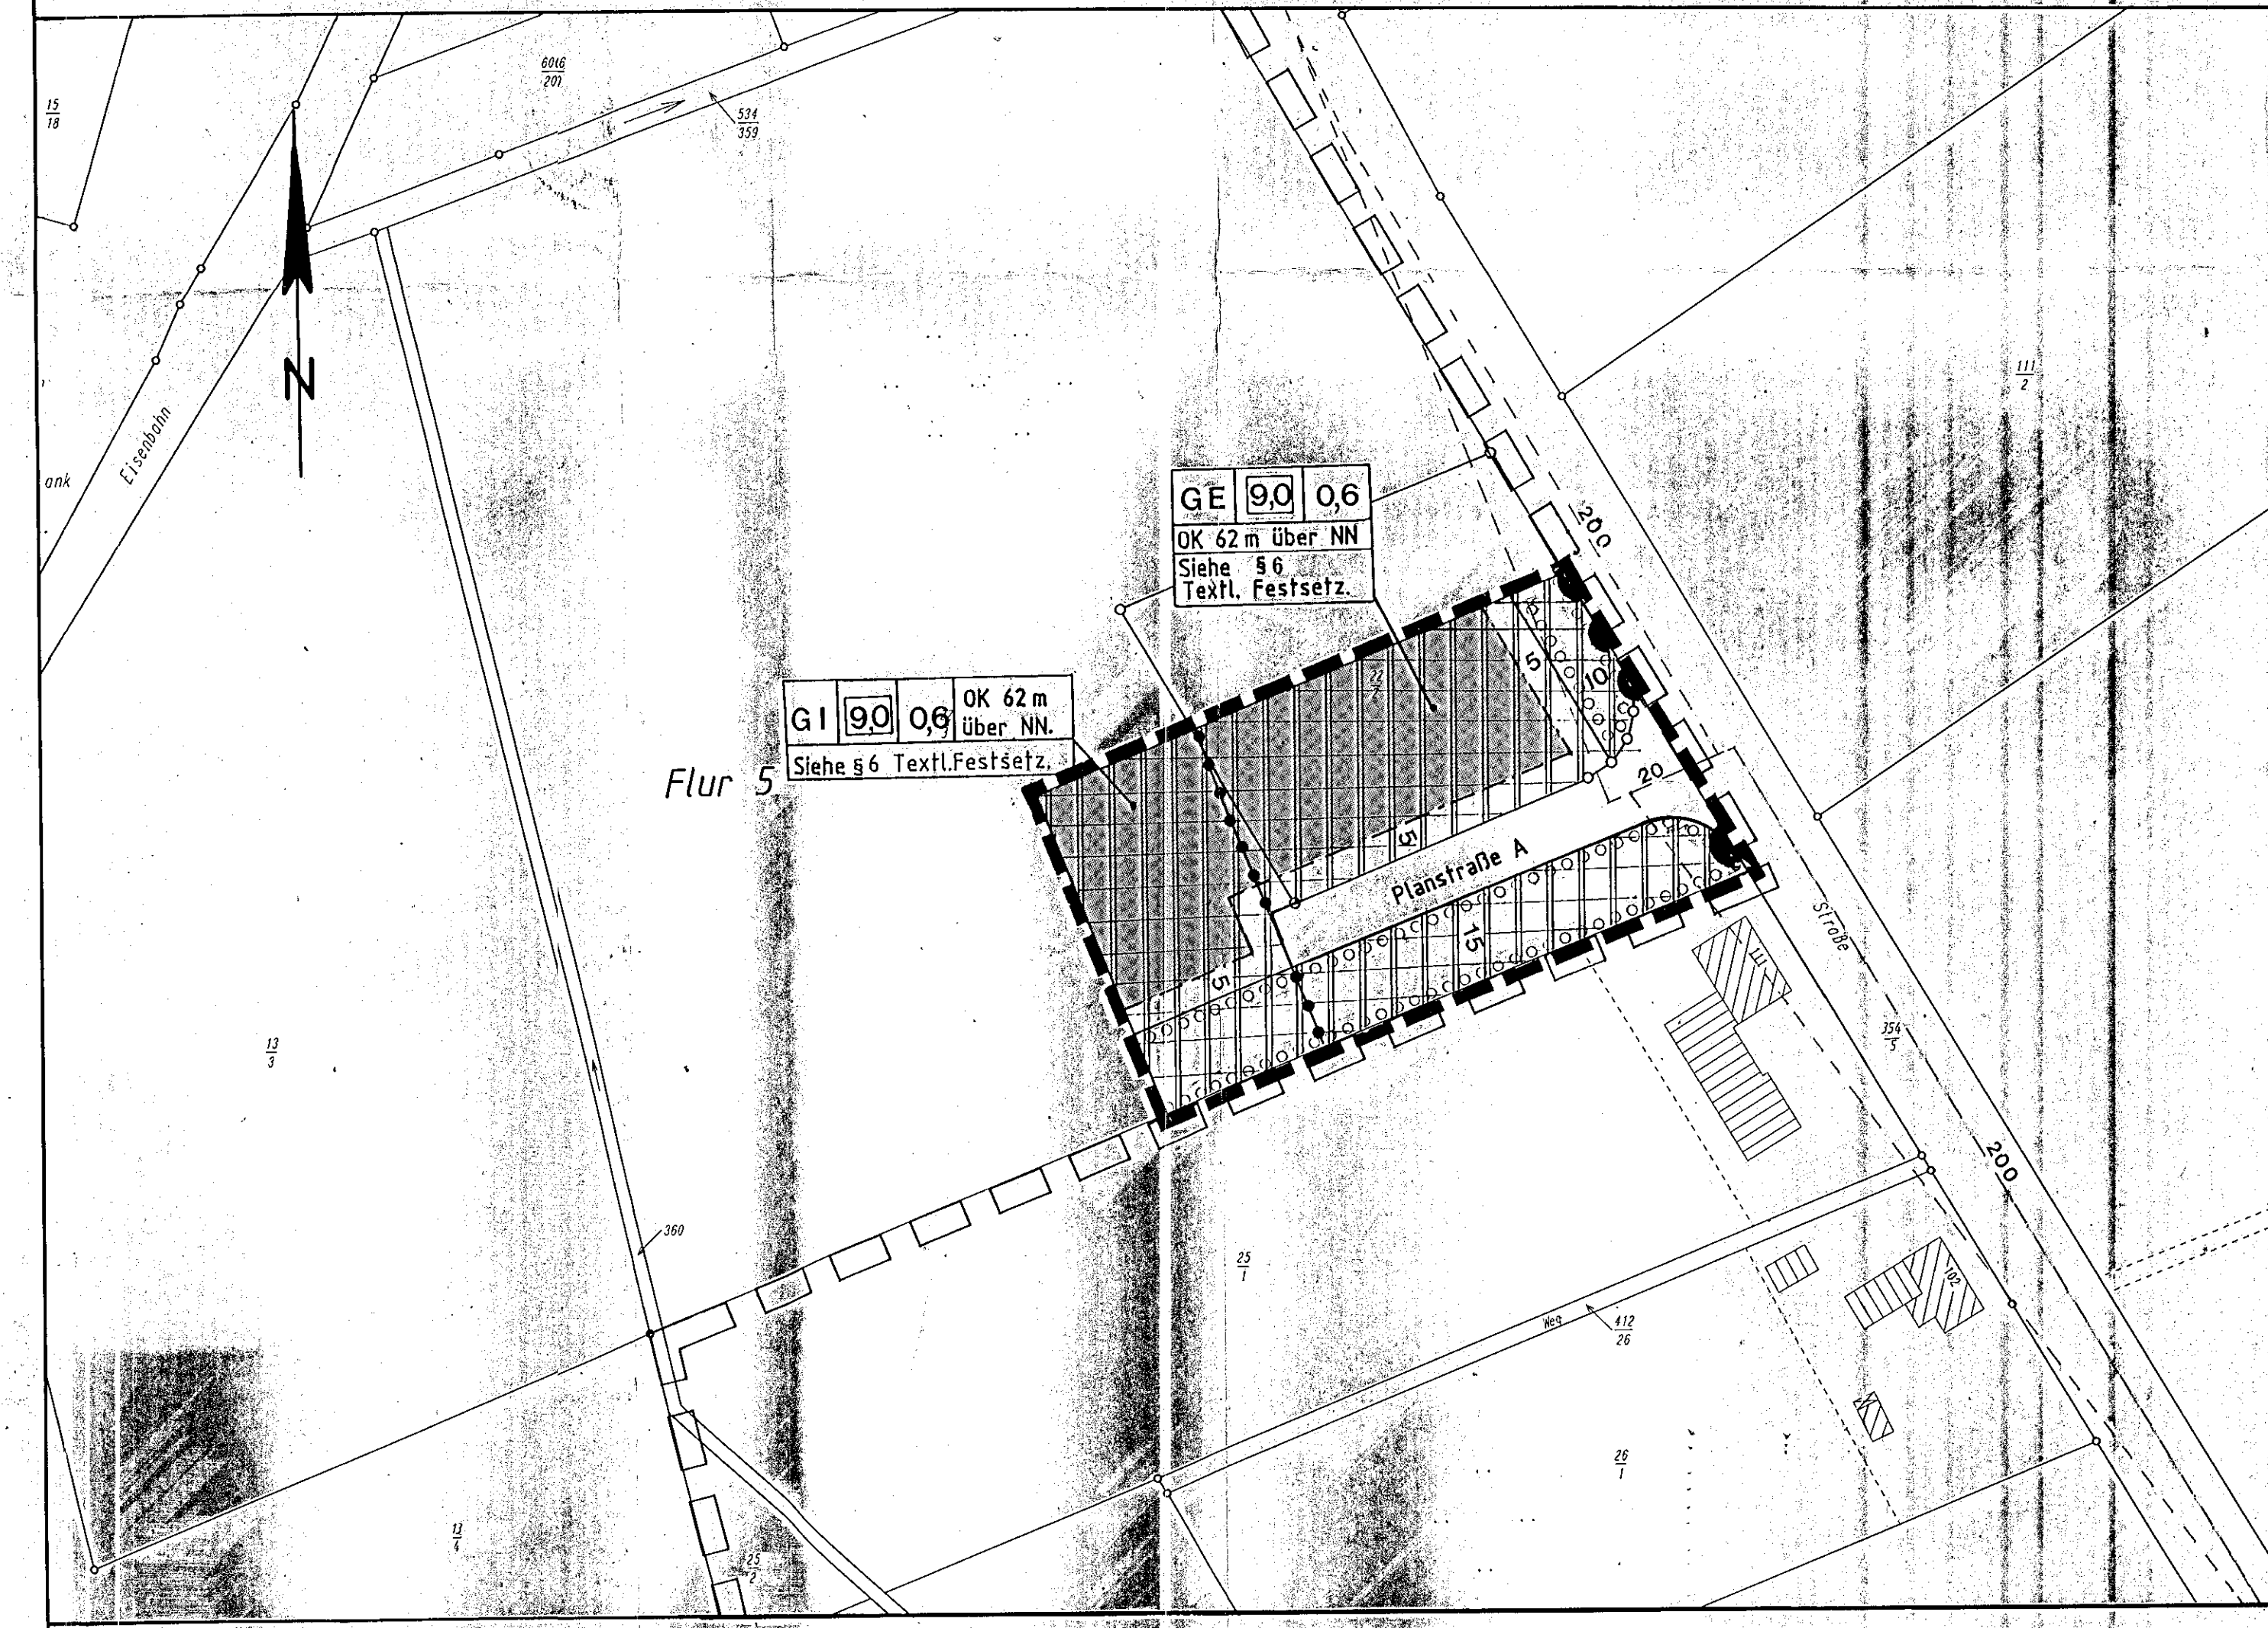 15
18
6016
201
534
359
N
Eisenbahn
ank
111
2
200
GE 9,0 0,6
OK 62 m über NN
Siehe § 6
Textl. Festsetz.
GI 9,0 0,6 OK 62 m
über NN.
Siehe § 6 Textl. Festsetz.
Flur 5
22
5
10
20
5
Planstraße A
15
5
Straße
111
354
5
13
3
360
200
25
1
102
Weg
412
26
26
1
13
4
25
2